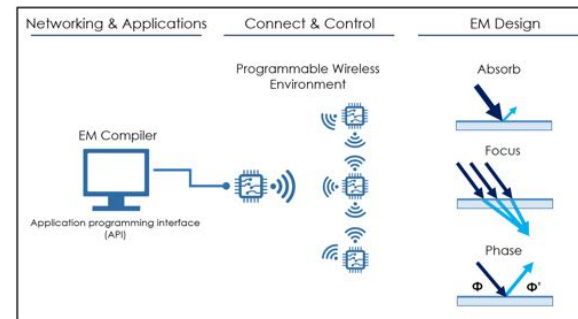 Networking & Applications
Connect & Control
EM Design
Programmable Wireless
Environment
EM Compiler
Application programming interface
(API)
Absorb
Focus
Phase
Φ
Φ'